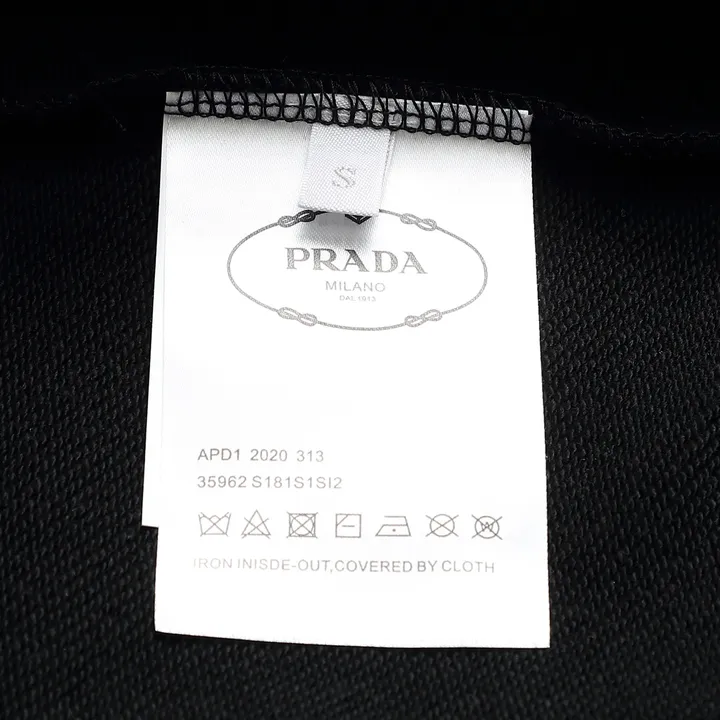 S
PRADA
MILANO
DAL 1913
APD1 2020 313
35962 S181S1SI2
IRON INISDE-OUT,COVERED BY CLOTH